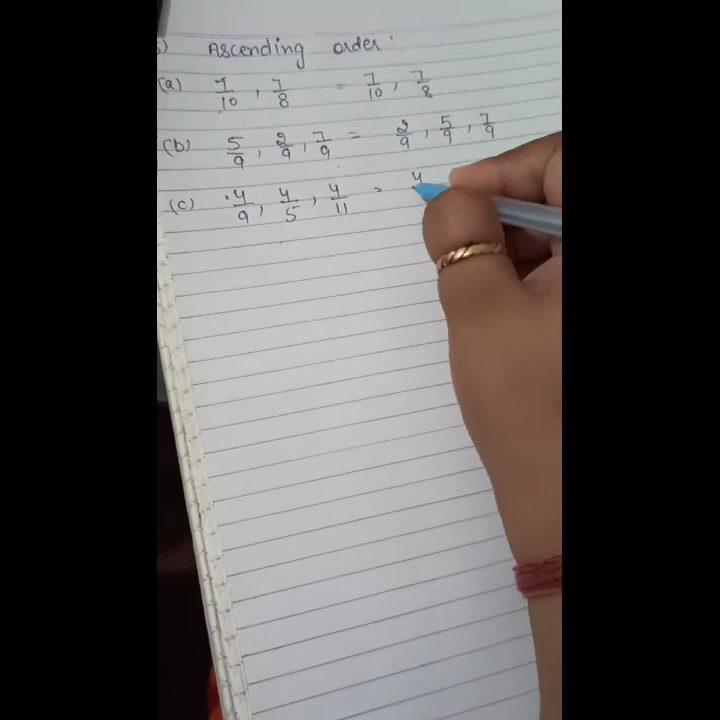 ) Ascending order
(a) 7/10, 7/8 = 7/10, 7/8
(b) 5/9, 2/9, 7/9 = 2/9, 5/9, 7/9
(c) 4/9, 4/5, 4/11 = 4